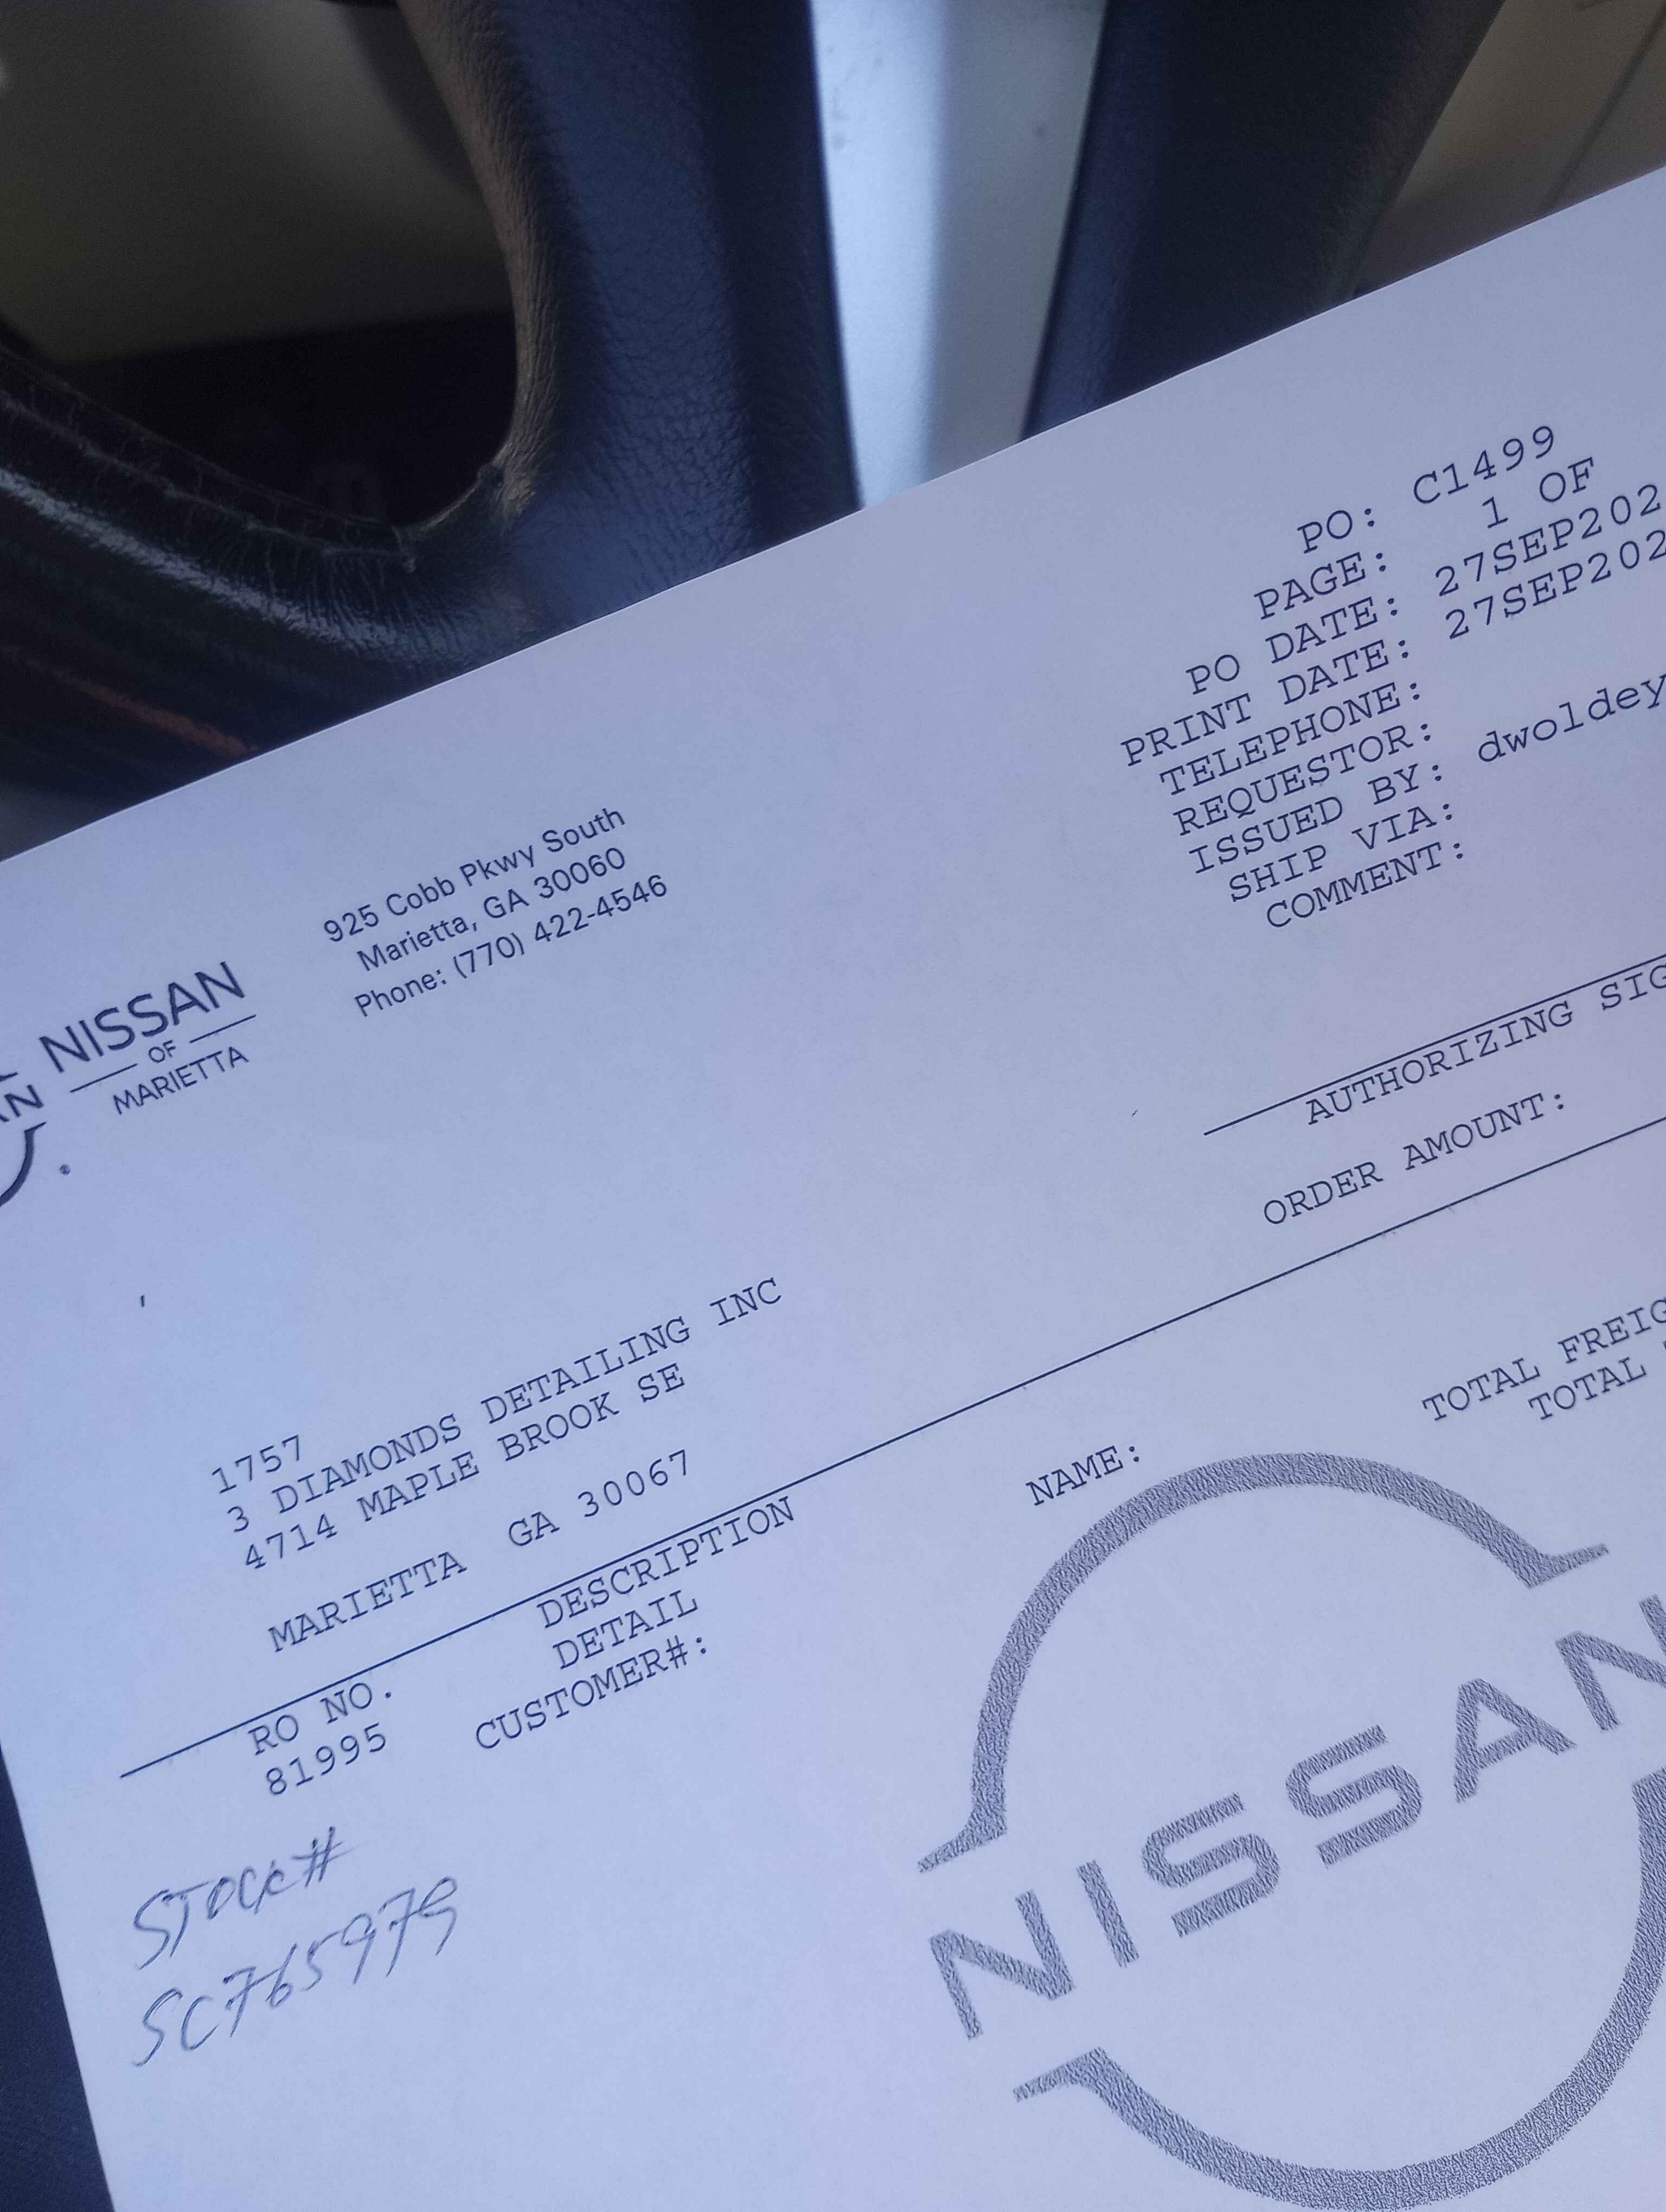 PO: C1499
PAGE: 1 OF
PO DATE: 27SEP202
PRINT DATE: 27SEP202
TELEPHONE:
REQUESTOR:
ISSUED BY: dwoldey
SHIP VIA:
COMMENT:
925 Cobb Pkwy South
Marietta, GA 30060
Phone: (770) 422-4546
NISSAN
OF
MARIETTA
AUTHORIZING SIG
ORDER AMOUNT:
1757
3 DIAMONDS DETAILING INC
4714 MAPLE BROOK SE
MARIETTA GA 30067
TOTAL FREIG
TOTAL
RO NO. DESCRIPTION
81995 DETAIL
CUSTOMER#: NAME:
Stock#
SC765979
NISSAN